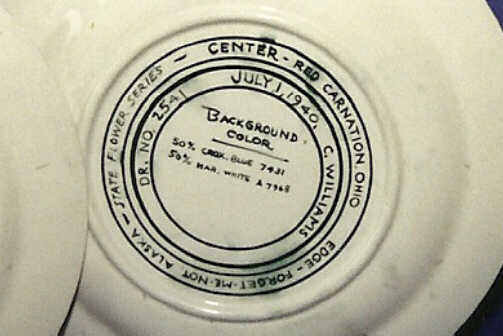 CENTER - RED CARNATION, OHIO
EDGE - FORGET-ME-NOT ALASKA - STATE FLOWER SERIES -
DR. NO. 2541 JULY 1, 1940. C. WILLIAMS
BACKGROUND
COLOR
50% CROX. BLUE 7431
50% HAR. WHITE A 7968